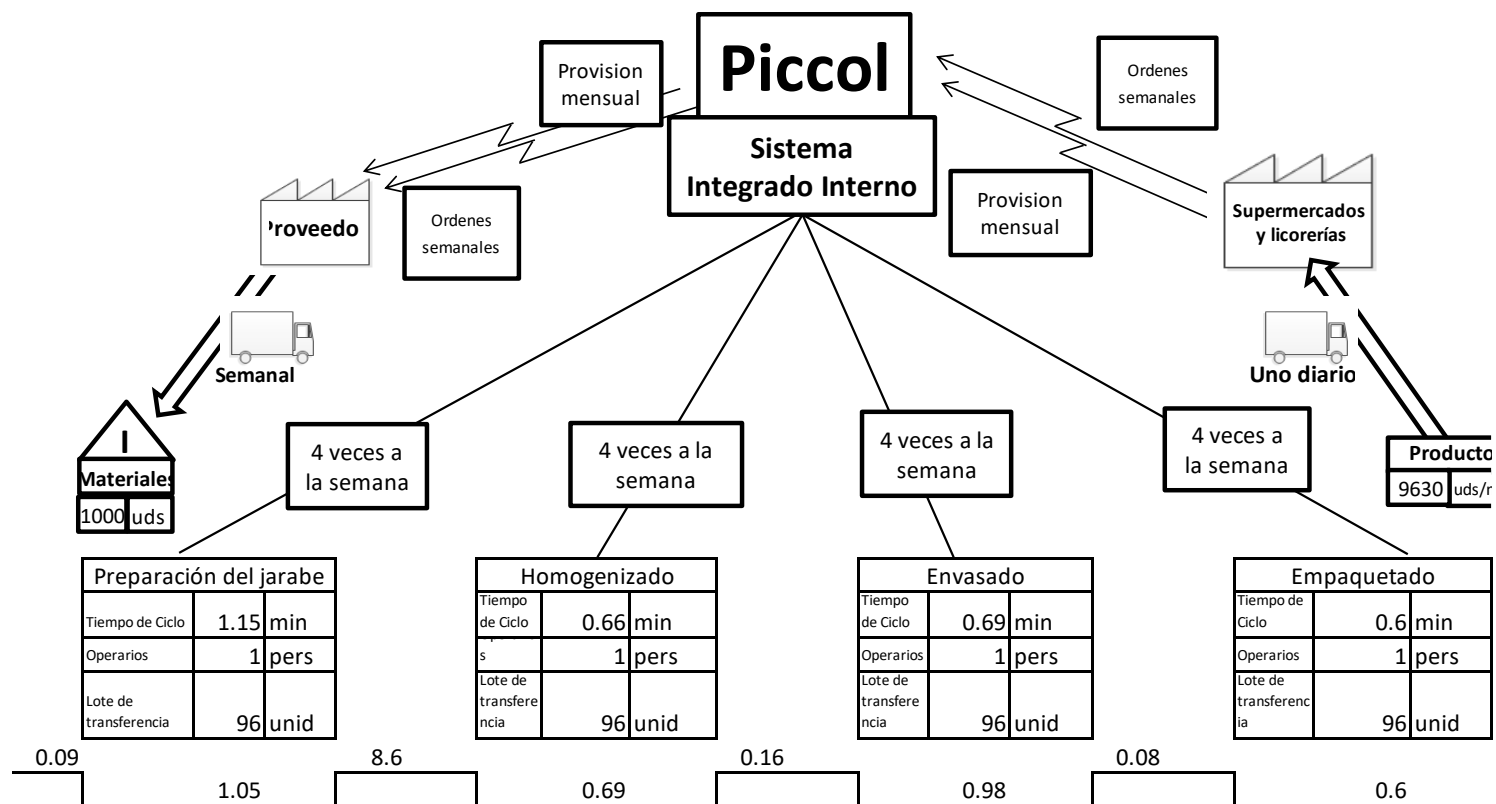 Piccol
Provision
mensual
Ordenes
semanales
Sistema
Integrado Interno
Provision
mensual
Supermercados
y licorerías
Ordenes
semanales
Semanal
Uno diario
I
Materiales
1000 uds
4 veces a
la semana
4 veces a la
semana
4 veces a la
semana
4 veces a
la semana
Producto
9630
Preparación del jarabe
Tiempo de Ciclo 1.15 min
Operarios 1 pers
Lote de
transferencia 96 unid
Homogenizado
Tiempo
de Ciclo 0.66 min
s 1 pers
Lote de
transfere
ncia 96 unid
Envasado
Tiempo
de Ciclo 0.69 min
Operarios 1 pers
Lote de
transfere
ncia 96 unid
Empaquetado
Tiempo de
Ciclo 0.6 min
Operarios 1 pers
Lote de
transferenc
ia 96 unid
0.09 8.6 0.16 0.08
1.05 0.69 0.98 0.6